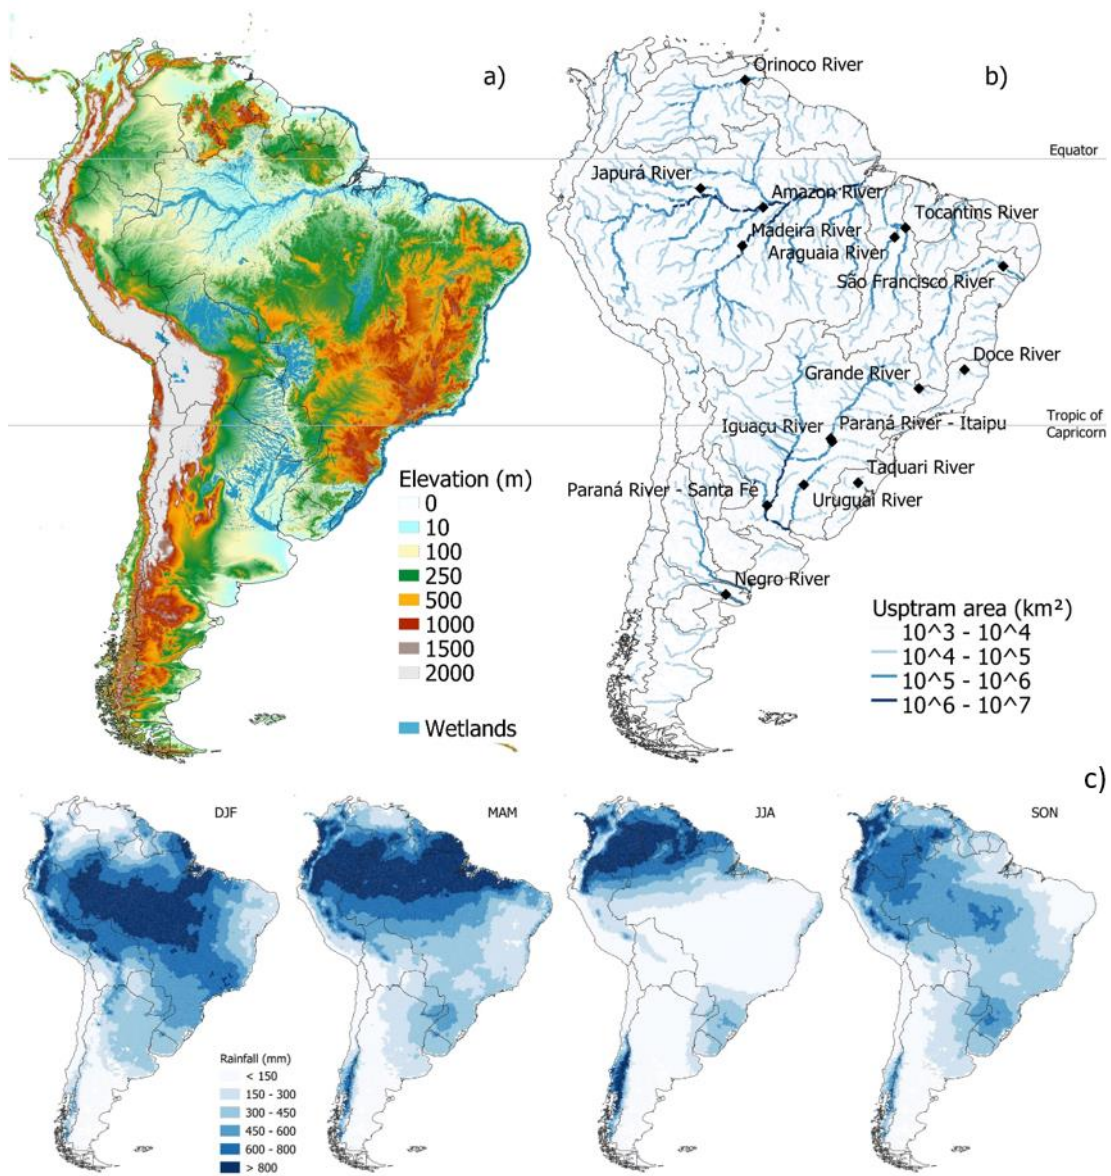 a)
Elevation (m)
0
10
100
250
500
1000
1500
2000
Wetlands
b)
Orinoco River
Equator
Japurá River
Amazon River
Tocantins River
Madeira River
Araguaia River
São Francisco River
Doce River
Grande River
Tropic of
Capricorn
Iguaçu River
Paraná River - Itaipu
Taquari River
Paraná River - Santa Fé
Uruguai River
Negro River
Usptram area (km²)
10^3 - 10^4
10^4 - 10^5
10^5 - 10^6
10^6 - 10^7
c)
DJF
MAM
JJA
SON
Rainfall (mm)
< 150
150 - 300
300 - 450
450 - 600
600 - 800
> 800